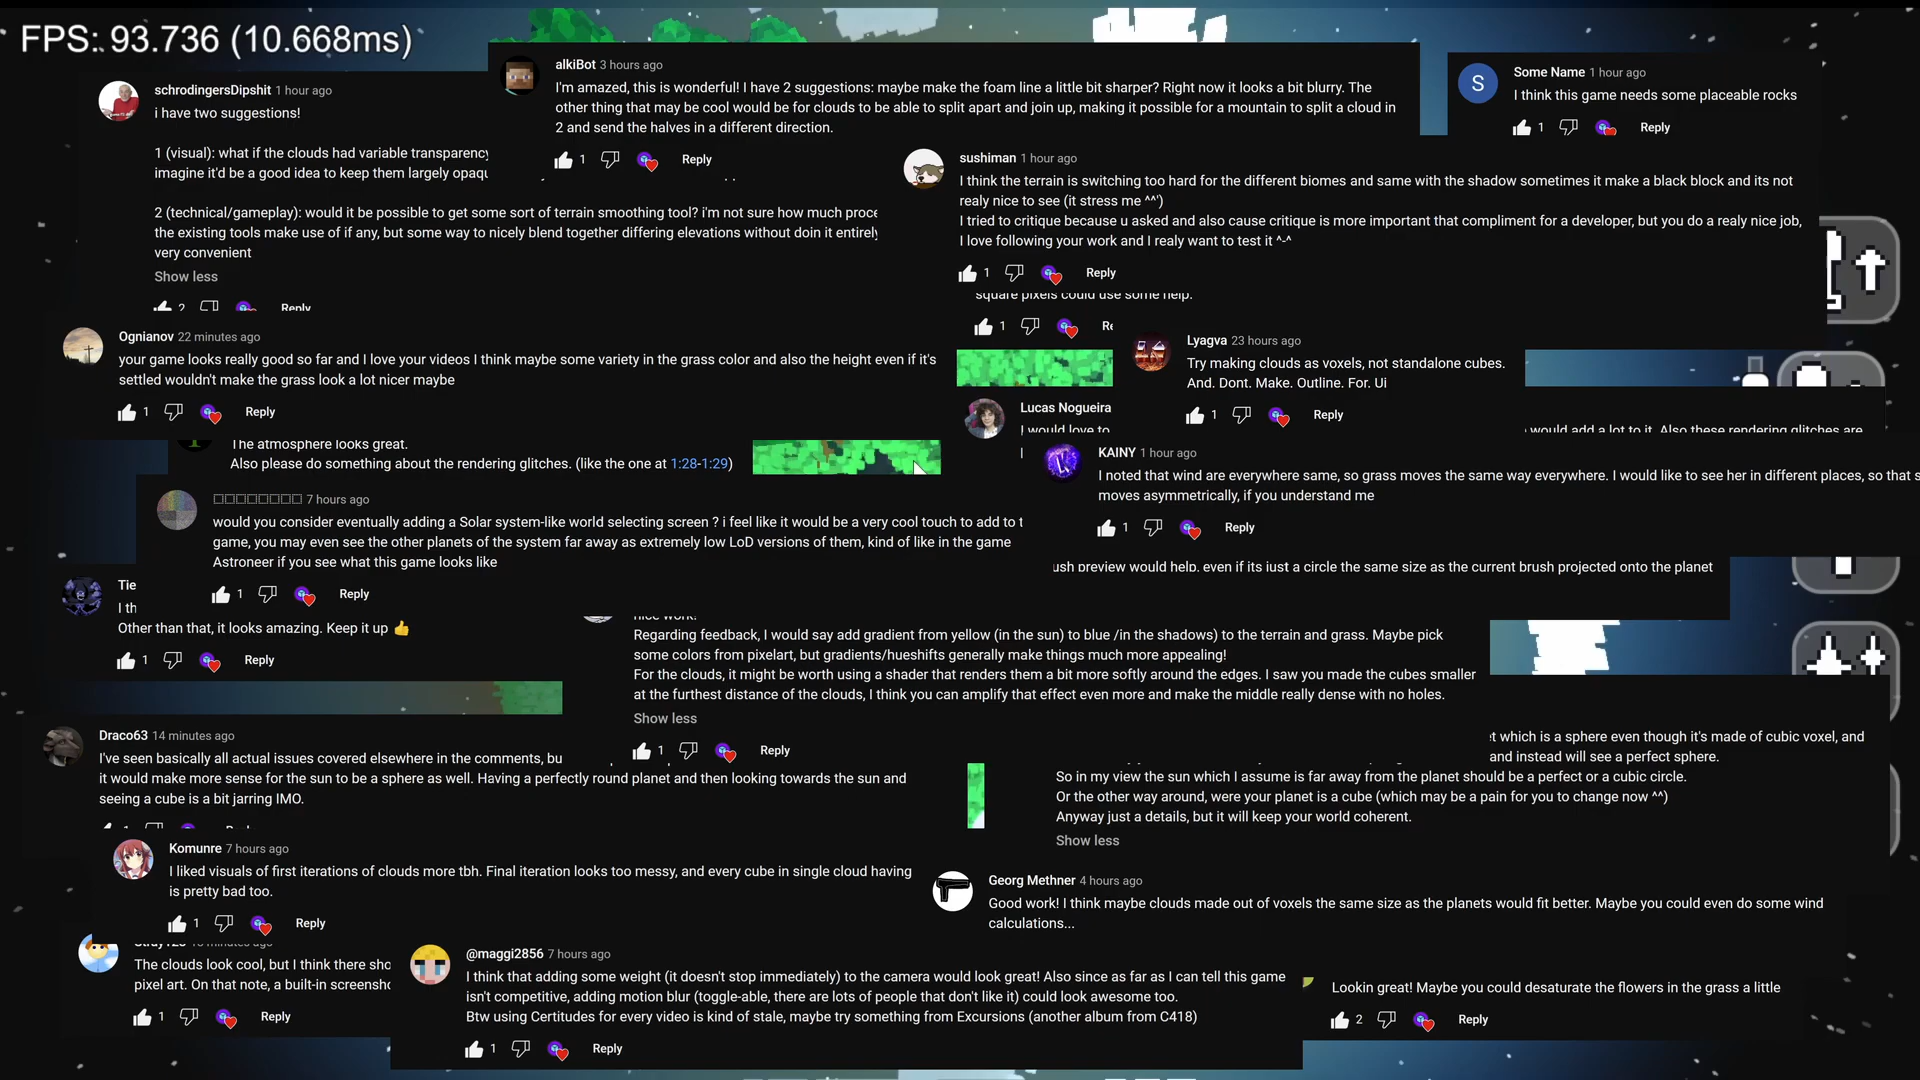 FPS: 93.736 (10.668ms)
schrodingersDipshit 1 hour ago
i have two suggestions!
1 (visual): what if the clouds had variable transparency
imagine it'd be a good idea to keep them largely opaqu
2 (technical/gameplay): would it be possible to get some sort of terrain smoothing tool? i'm not sure how much proce
the existing tools make use of if any, but some way to nicely blend together differing elevations without doin it entirely
very convenient
Show less
2 Reply
alkiBot 3 hours ago
I'm amazed, this is wonderful! I have 2 suggestions: maybe make the foam line a little bit sharper? Right now it looks a bit blurry. The
other thing that may be cool would be for clouds to be able to split apart and join up, making it possible for a mountain to split a cloud in
2 and send the halves in a different direction.
1 Reply
S
Some Name 1 hour ago
I think this game needs some placeable rocks
1 Reply
sushiman 1 hour ago
I think the terrain is switching too hard for the different biomes and same with the shadow sometimes it make a black block and its not
realy nice to see (it stress me ^^')
I tried to critique because u asked and also cause critique is more important that compliment for a developer, but you do a realy nice job,
I love following your work and I realy want to test it ^-^
1 Reply
square pixels could use some help.
1 Re
Ognianov 22 minutes ago
your game looks really good so far and I love your videos I think maybe some variety in the grass color and also the height even if it's
settled wouldn't make the grass look a lot nicer maybe
1 Reply
Lyagva 23 hours ago
Try making clouds as voxels, not standalone cubes.
And. Dont. Make. Outline. For. Ui
1 Reply
Lucas Nogueira
I would love to
I
would add a lot to it. Also these rendering glitches are
The atmosphere looks great.
Also please do something about the rendering glitches. (like the one at 1:28-1:29)
KAINY 1 hour ago
I noted that wind are everywhere same, so grass moves the same way everywhere. I would like to see her in different places, so that s
moves asymmetrically, if you understand me
1 Reply
□□□□□□□□ 7 hours ago
would you consider eventually adding a Solar system-like world selecting screen ? i feel like it would be a very cool touch to add to t
game, you may even see the other planets of the system far away as extremely low LoD versions of them, kind of like in the game
Astroneer if you see what this game looks like
1 Reply
ush preview would help, even if its just a circle the same size as the current brush projected onto the planet
Tie
I th
Other than that, it looks amazing. Keep it up 👍
1 Reply
nice work!
Regarding feedback, I would say add gradient from yellow (in the sun) to blue /in the shadows) to the terrain and grass. Maybe pick
some colors from pixelart, but gradients/hueshifts generally make things much more appealing!
For the clouds, it might be worth using a shader that renders them a bit more softly around the edges. I saw you made the cubes smaller
at the furthest distance of the clouds, I think you can amplify that effect even more and make the middle really dense with no holes.
Show less
1 Reply
Draco63 14 minutes ago
I've seen basically all actual issues covered elsewhere in the comments, bu
it would make more sense for the sun to be a sphere as well. Having a perfectly round planet and then looking towards the sun and
seeing a cube is a bit jarring IMO.
t which is a sphere even though it's made of cubic voxel, and
and instead will see a perfect sphere.
So in my view the sun which I assume is far away from the planet should be a perfect or a cubic circle.
Or the other way around, were your planet is a cube (which may be a pain for you to change now ^^)
Anyway just a details, but it will keep your world coherent.
Show less
Komunre 7 hours ago
I liked visuals of first iterations of clouds more tbh. Final iteration looks too messy, and every cube in single cloud having
is pretty bad too.
1 Reply
Georg Methner 4 hours ago
Good work! I think maybe clouds made out of voxels the same size as the planets would fit better. Maybe you could even do some wind
calculations...
The clouds look cool, but I think there sho
pixel art. On that note, a built-in screensho
1 Reply
@maggi2856 7 hours ago
I think that adding some weight (it doesn't stop immediately) to the camera would look great! Also since as far as I can tell this game
isn't competitive, adding motion blur (toggle-able, there are lots of people that don't like it) could look awesome too.
Btw using Certitudes for every video is kind of stale, maybe try something from Excursions (another album from C418)
1 Reply
Lookin great! Maybe you could desaturate the flowers in the grass a little
2 Reply